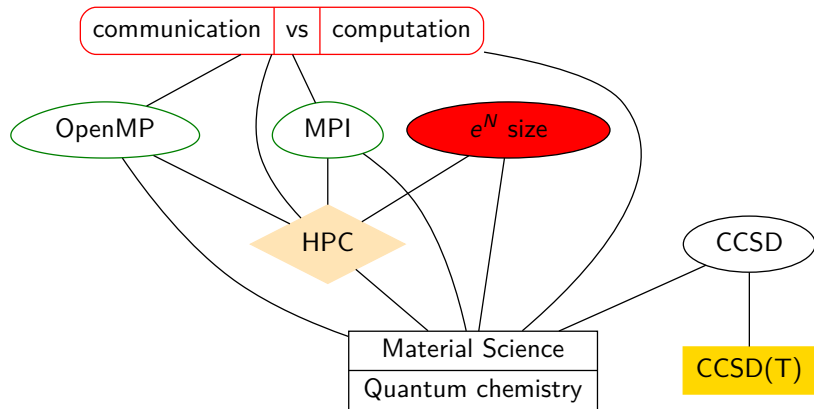 communication vs computation
OpenMP MPI e^N size
HPC CCSD
Material Science
Quantum chemistry CCSD(T)